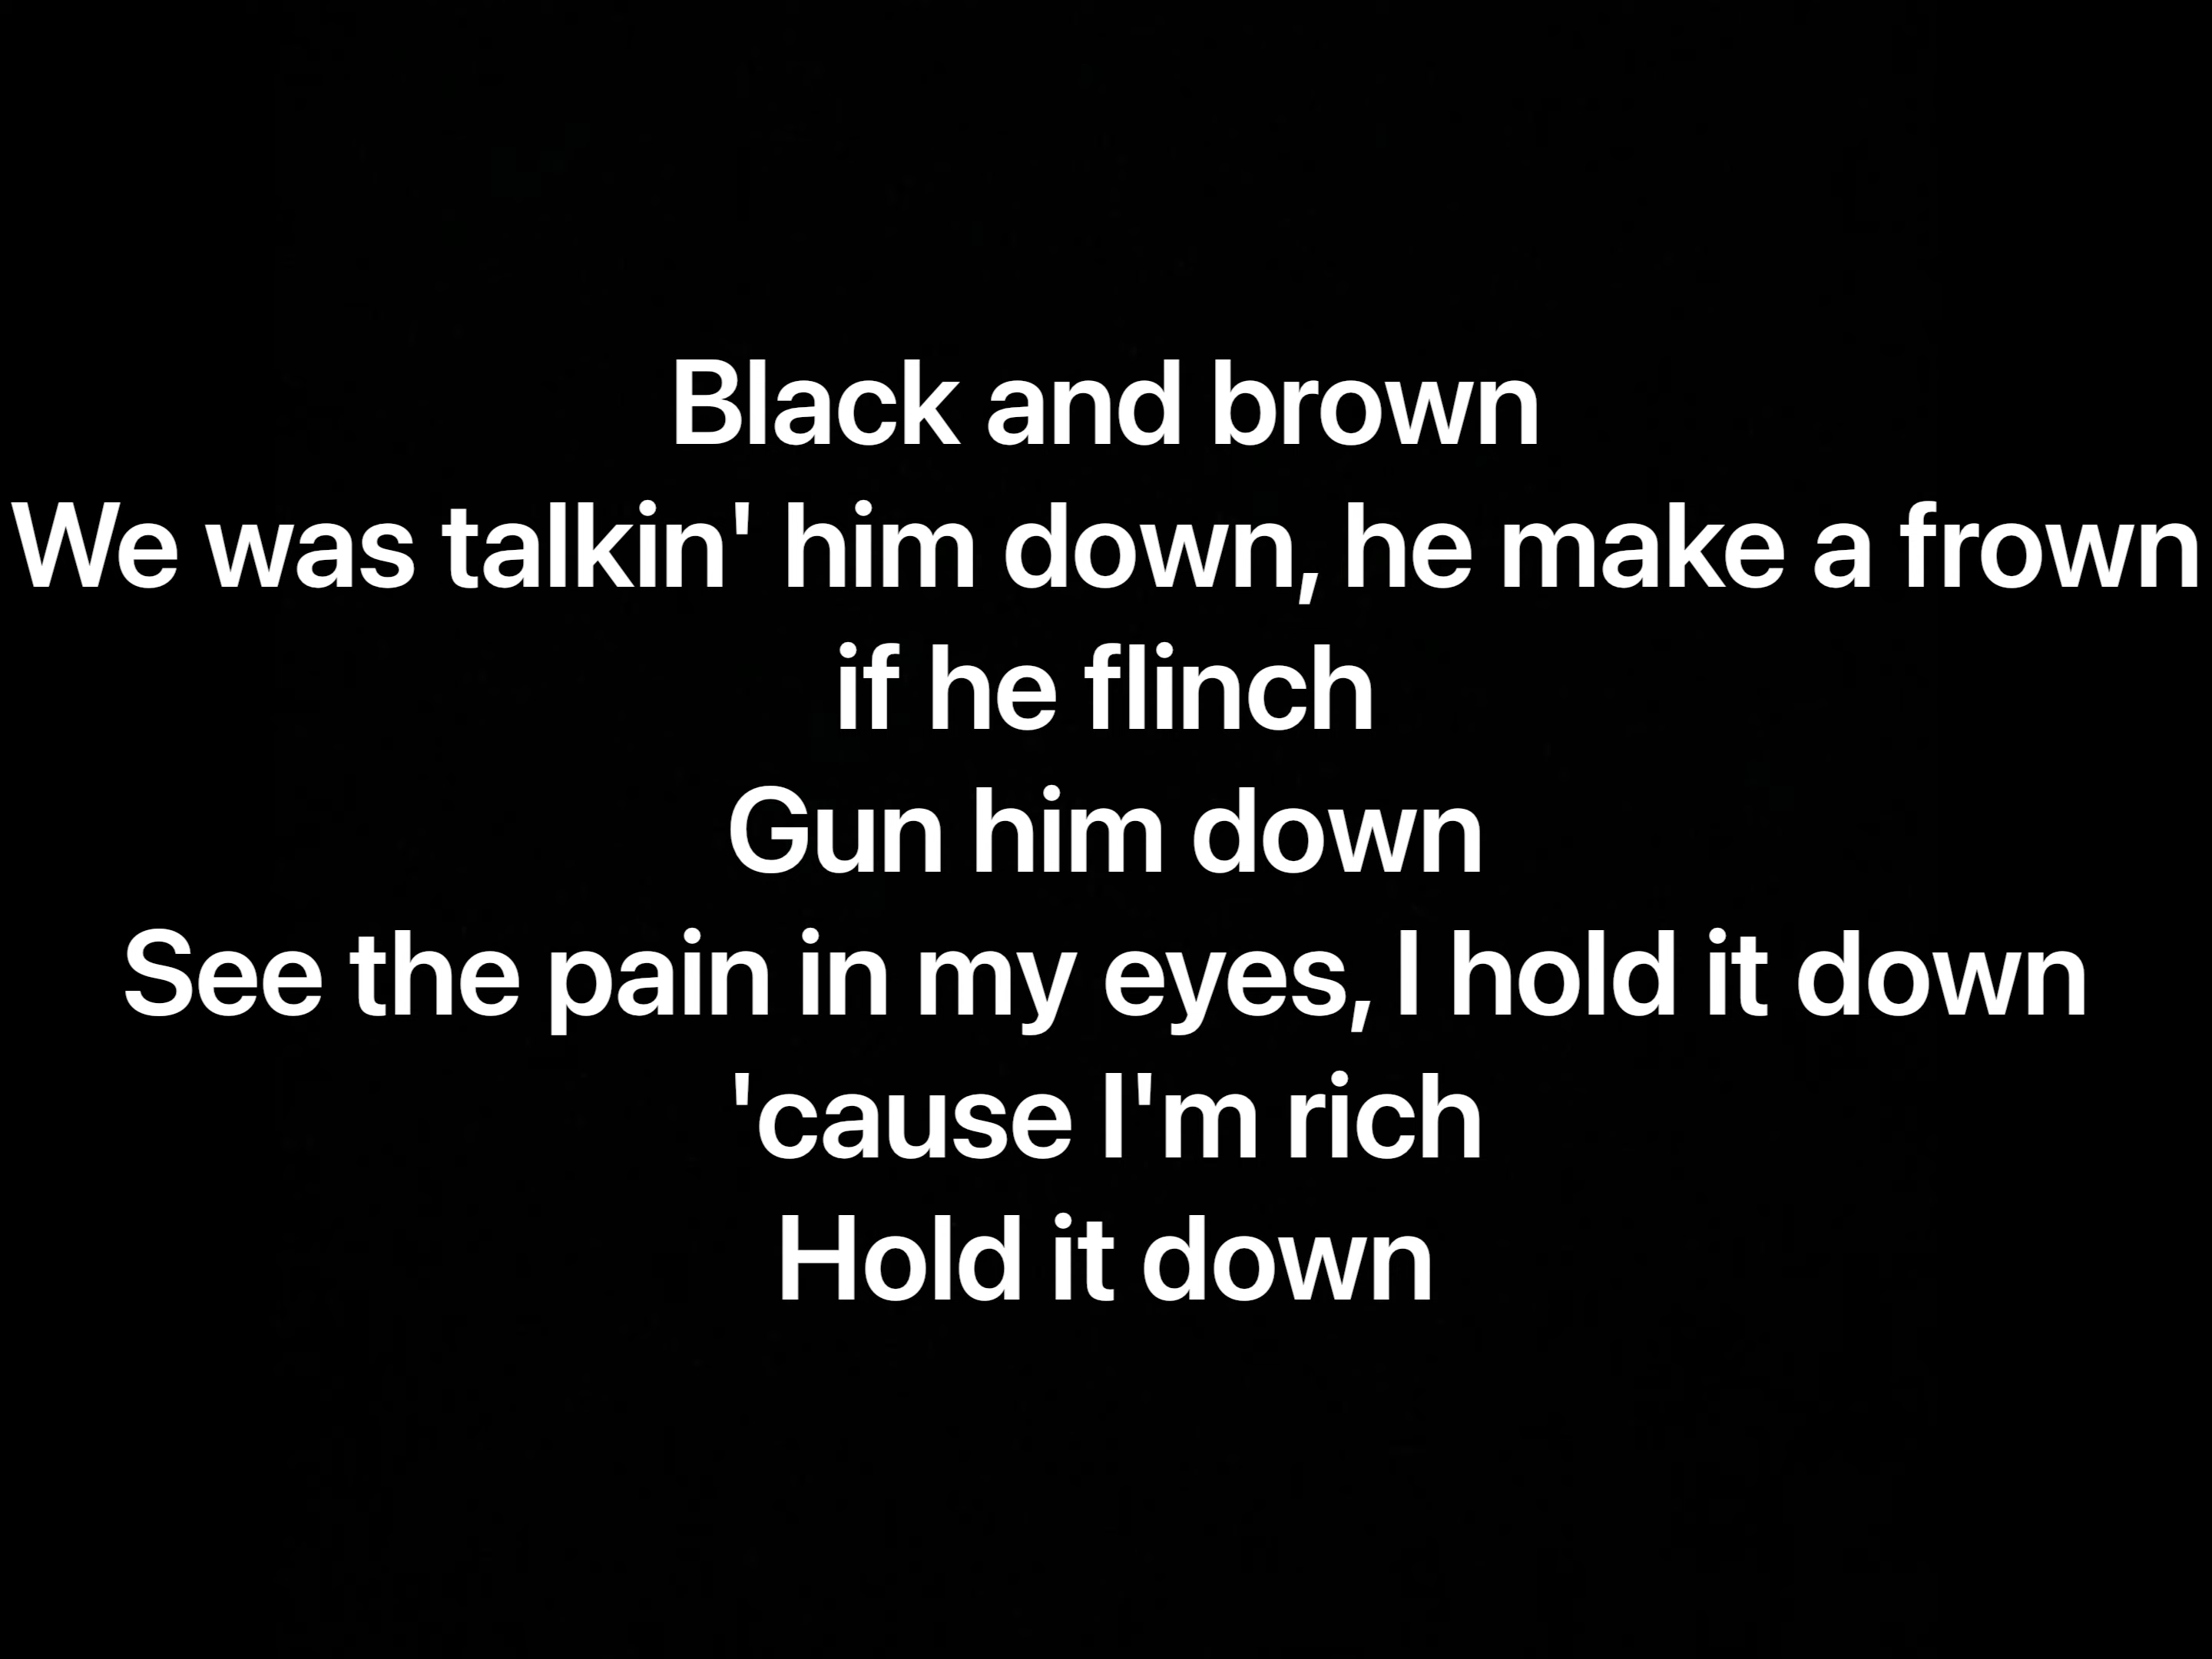 Black and brown
We was talkin' him down, he make a frown
if he flinch
Gun him down
See the pain in my eyes, I hold it down
'cause I'm rich
Hold it down